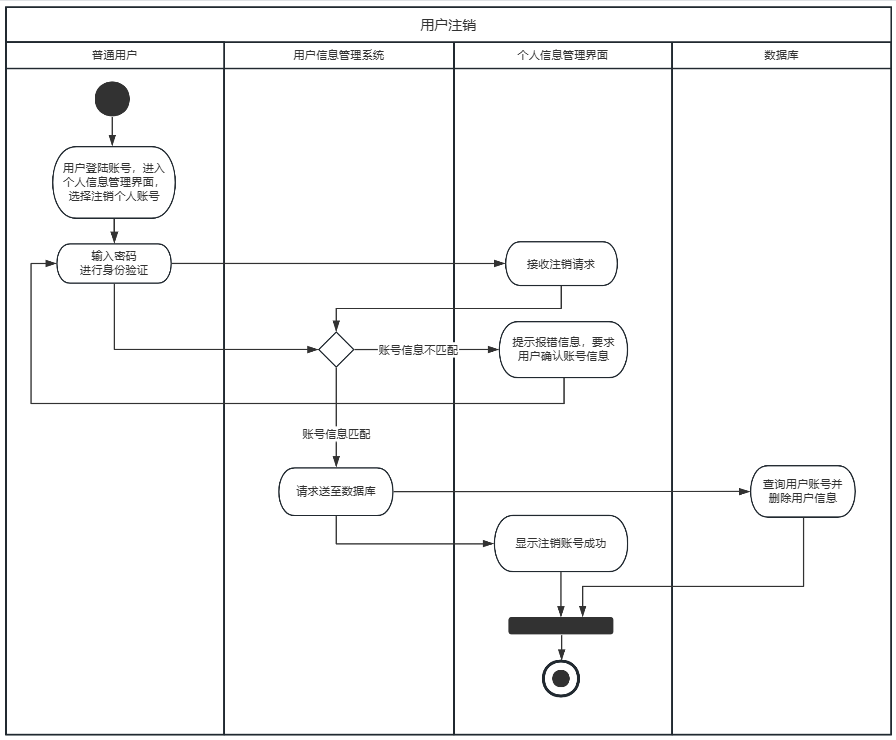 用户注销
普通用户
用户信息管理系统
个人信息管理界面
数据库
用户登陆账号，进入
个人信息管理界面，
选择注销个人账号
输入密码
进行身份验证
接收注销请求
账号信息不匹配
提示报错信息，要求
用户确认账号信息
账号信息匹配
请求送至数据库
查询用户账号并
删除用户信息
显示注销账号成功